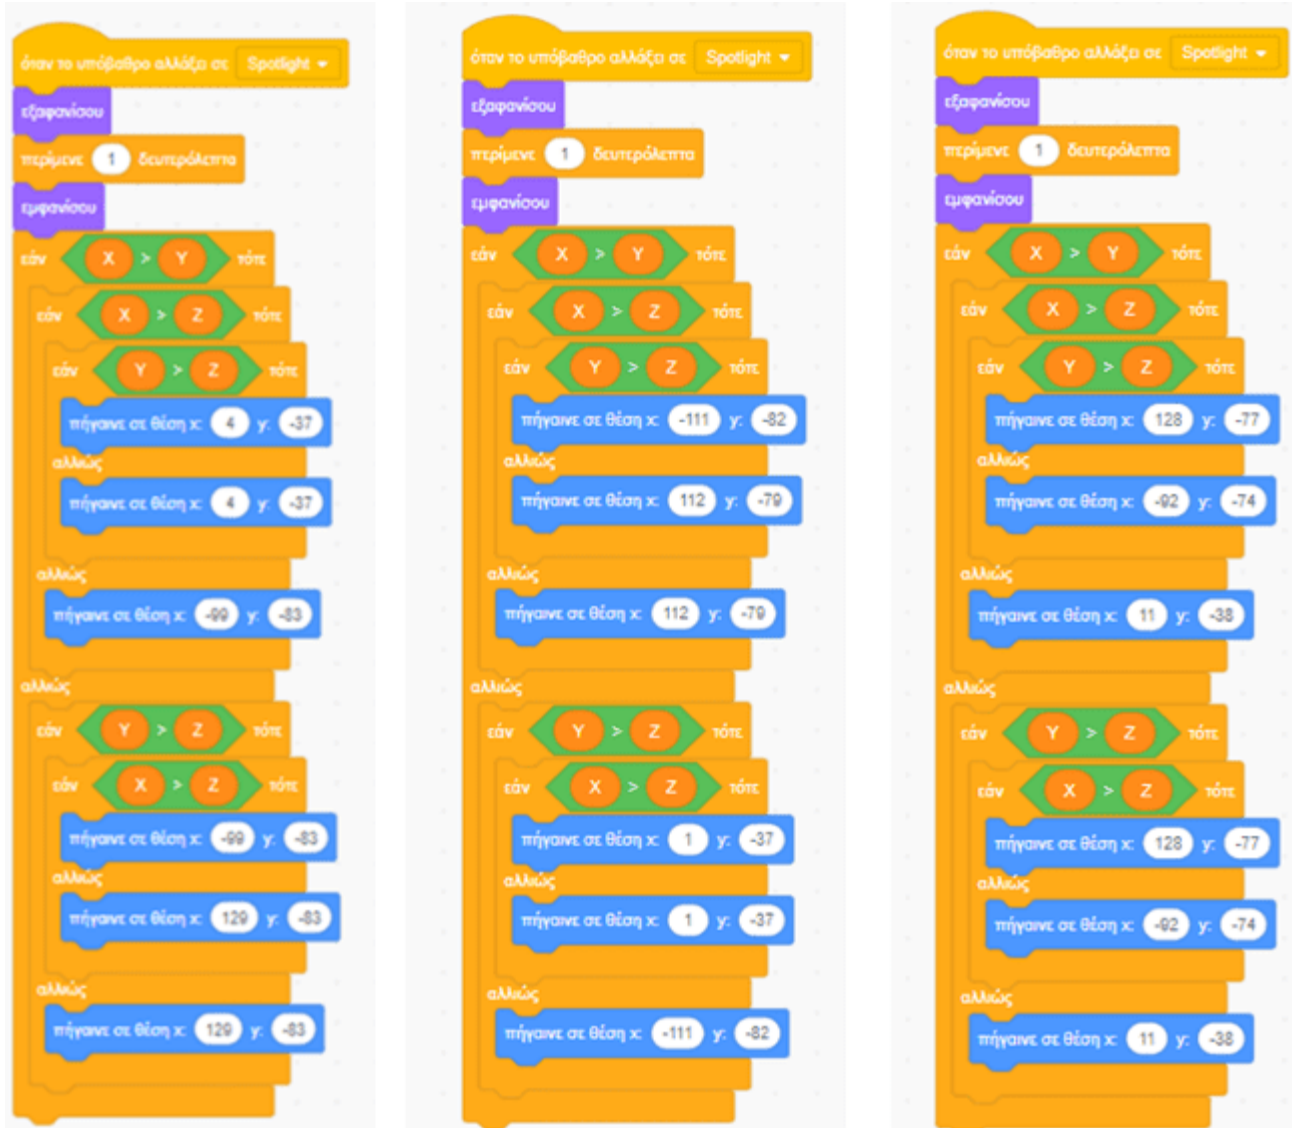 όταν το υπόβαθρο αλλάξει σε Spotlight
εξαφανίσου
περίμενε 1 δευτερόλεπτα
εμφανίσου
εάν X > Y τότε
εάν X > Z τότε
εάν Y > Z τότε
πήγαινε σε θέση x: 4 y: -37
αλλιώς
πήγαινε σε θέση x: 4 y: -37
αλλιώς
πήγαινε σε θέση x: -99 y: -83
αλλιώς
εάν Y > Z τότε
εάν X > Z τότε
πήγαινε σε θέση x: -99 y: -83
αλλιώς
πήγαινε σε θέση x: 129 y: -83
αλλιώς
πήγαινε σε θέση x: 129 y: -83
όταν το υπόβαθρο αλλάξει σε Spotlight
εξαφανίσου
περίμενε 1 δευτερόλεπτα
εμφανίσου
εάν X > Y τότε
εάν X > Z τότε
εάν Y > Z τότε
πήγαινε σε θέση x: -111 y: -82
αλλιώς
πήγαινε σε θέση x: 112 y: -79
αλλιώς
πήγαινε σε θέση x: 112 y: -79
αλλιώς
εάν Y > Z τότε
εάν X > Z τότε
πήγαινε σε θέση x: 1 y: -37
αλλιώς
πήγαινε σε θέση x: 1 y: -37
αλλιώς
πήγαινε σε θέση x: -111 y: -82
όταν το υπόβαθρο αλλάξει σε Spotlight
εξαφανίσου
περίμενε 1 δευτερόλεπτα
εμφανίσου
εάν X > Y τότε
εάν X > Z τότε
εάν Y > Z τότε
πήγαινε σε θέση x: 128 y: -77
αλλιώς
πήγαινε σε θέση x: -92 y: -74
αλλιώς
πήγαινε σε θέση x: 11 y: -38
αλλιώς
εάν Y > Z τότε
εάν X > Z τότε
πήγαινε σε θέση x: 128 y: -77
αλλιώς
πήγαινε σε θέση x: -92 y: -74
αλλιώς
πήγαινε σε θέση x: 11 y: -38